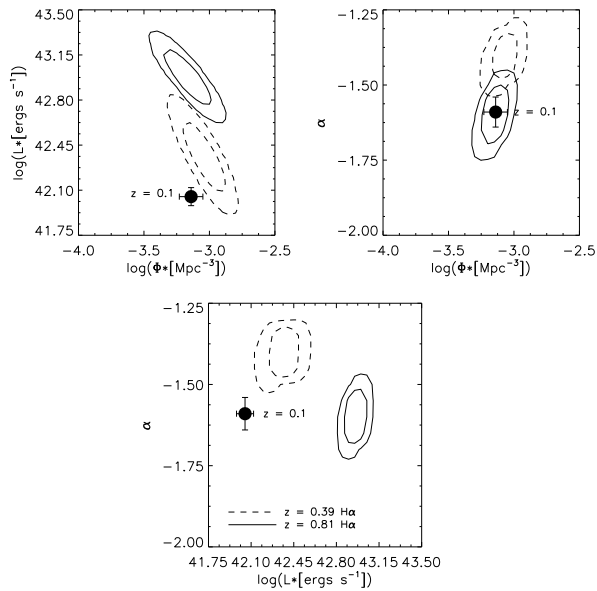 43.50
43.15
42.80
42.45
42.10
41.75
log(L*[ergs s⁻¹])
z = 0.1
-4.0 -3.5 -3.0 -2.5
log(Φ*[Mpc⁻³])
-1.25
-1.50
-1.75
-2.00
α
z = 0.1
-4.0 -3.5 -3.0 -2.5
log(Φ*[Mpc⁻³])
-1.25
-1.50
-1.75
-2.00
α
z = 0.1
z = 0.39 Hα
z = 0.81 Hα
41.75 42.10 42.45 42.80 43.15 43.50
log(L*[ergs s⁻¹])